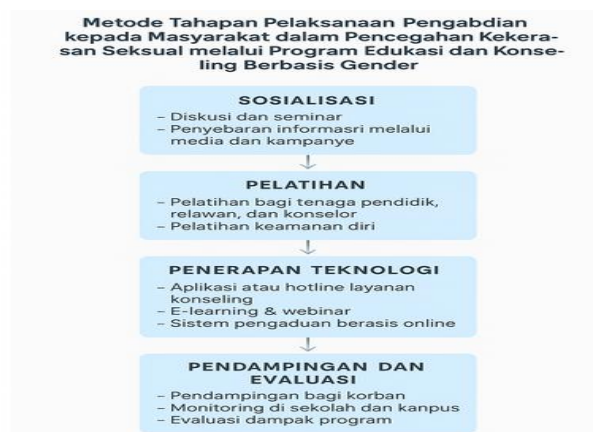 Metode Tahapan Pelaksanaan Pengabdian
kepada Masyarakat dalam Pencegahan Kekera-
san Seksual melalui Program Edukasi dan Konse-
ling Berbasis Gender
SOSIALISASI
– Diskusi dan seminar
– Penyebaran informasri melalui
media dan kampanye
PELATIHAN
– Pelatihan bagi tenaga pendidik,
relawan, dan konselor
– Pelatihan keamanan diri
PENERAPAN TEKNOLOGI
– Aplikasi atau hotline layanan
konseling
– E-learning & webinar
– Sistem pengaduan berasis online
PENDAMPINGAN DAN
EVALUASI
– Pendampingan bagi korban
– Monitoring di sekolah dan kanpus
– Evaluasi dampak program